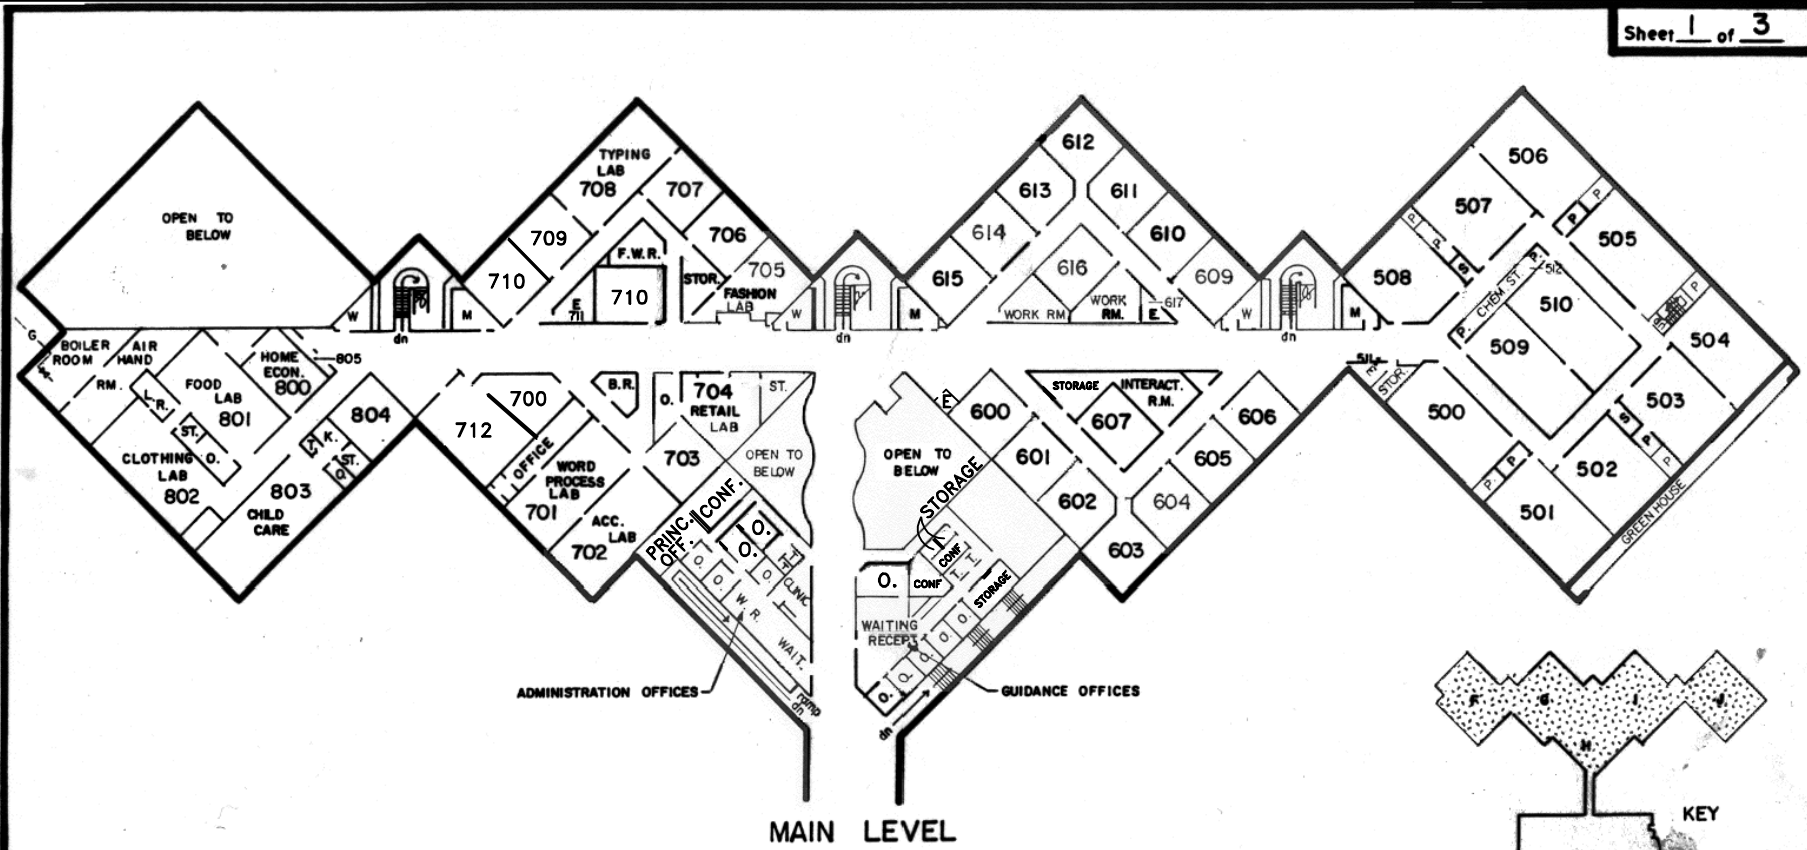 Sheet 1 of 3
OPEN TO
BELOW
W
M
dn
G
BOILER
ROOM
AIR
HAND
RM.
L.
R.
FOOD
LAB
801
HOME
ECON.
800
805
ST.
O.
CLOTHING
LAB
802
803
CHILD
CARE
804
K.
T.
ST.
O
TYPING
LAB
708
707
709
710
706
705
F.W.R.
710
E
711
STOR.
FASHION
LAB
W
M
dn
700
712
OFFICE
B.R.
O.
704
RETAIL
LAB
ST.
WORD
PROCESS
LAB
701
703
ACC.
LAB
702
OPEN TO
BELOW
PRINC.
OFF.
CONF.
O.
O.
O.
O.
O.
T
T
CLINIC
W.R.
WAIT.
ramp
dn
ADMINISTRATION OFFICES
612
613
611
614
610
615
616
609
WORK RM
WORK
RM.
617
E.
W
M
dn
E
600
STORAGE
INTERACT.
R.M.
607
606
601
605
602
604
603
OPEN TO
BELOW
STORAGE
CONF
CONF
O.
T.
T.
STORAGE
WAITING
RECEPT.
O.
O.
O.
O.
O.
dn
GUIDANCE OFFICES
506
507
P
P
P
P
505
508
S
P.
512
CHEM ST.
510
P.
509
P
504
511
STOR.
500
503
S
P
P
502
P
P.
501
GREEN HOUSE
F
G
I
J
H
KEY
MAIN LEVEL